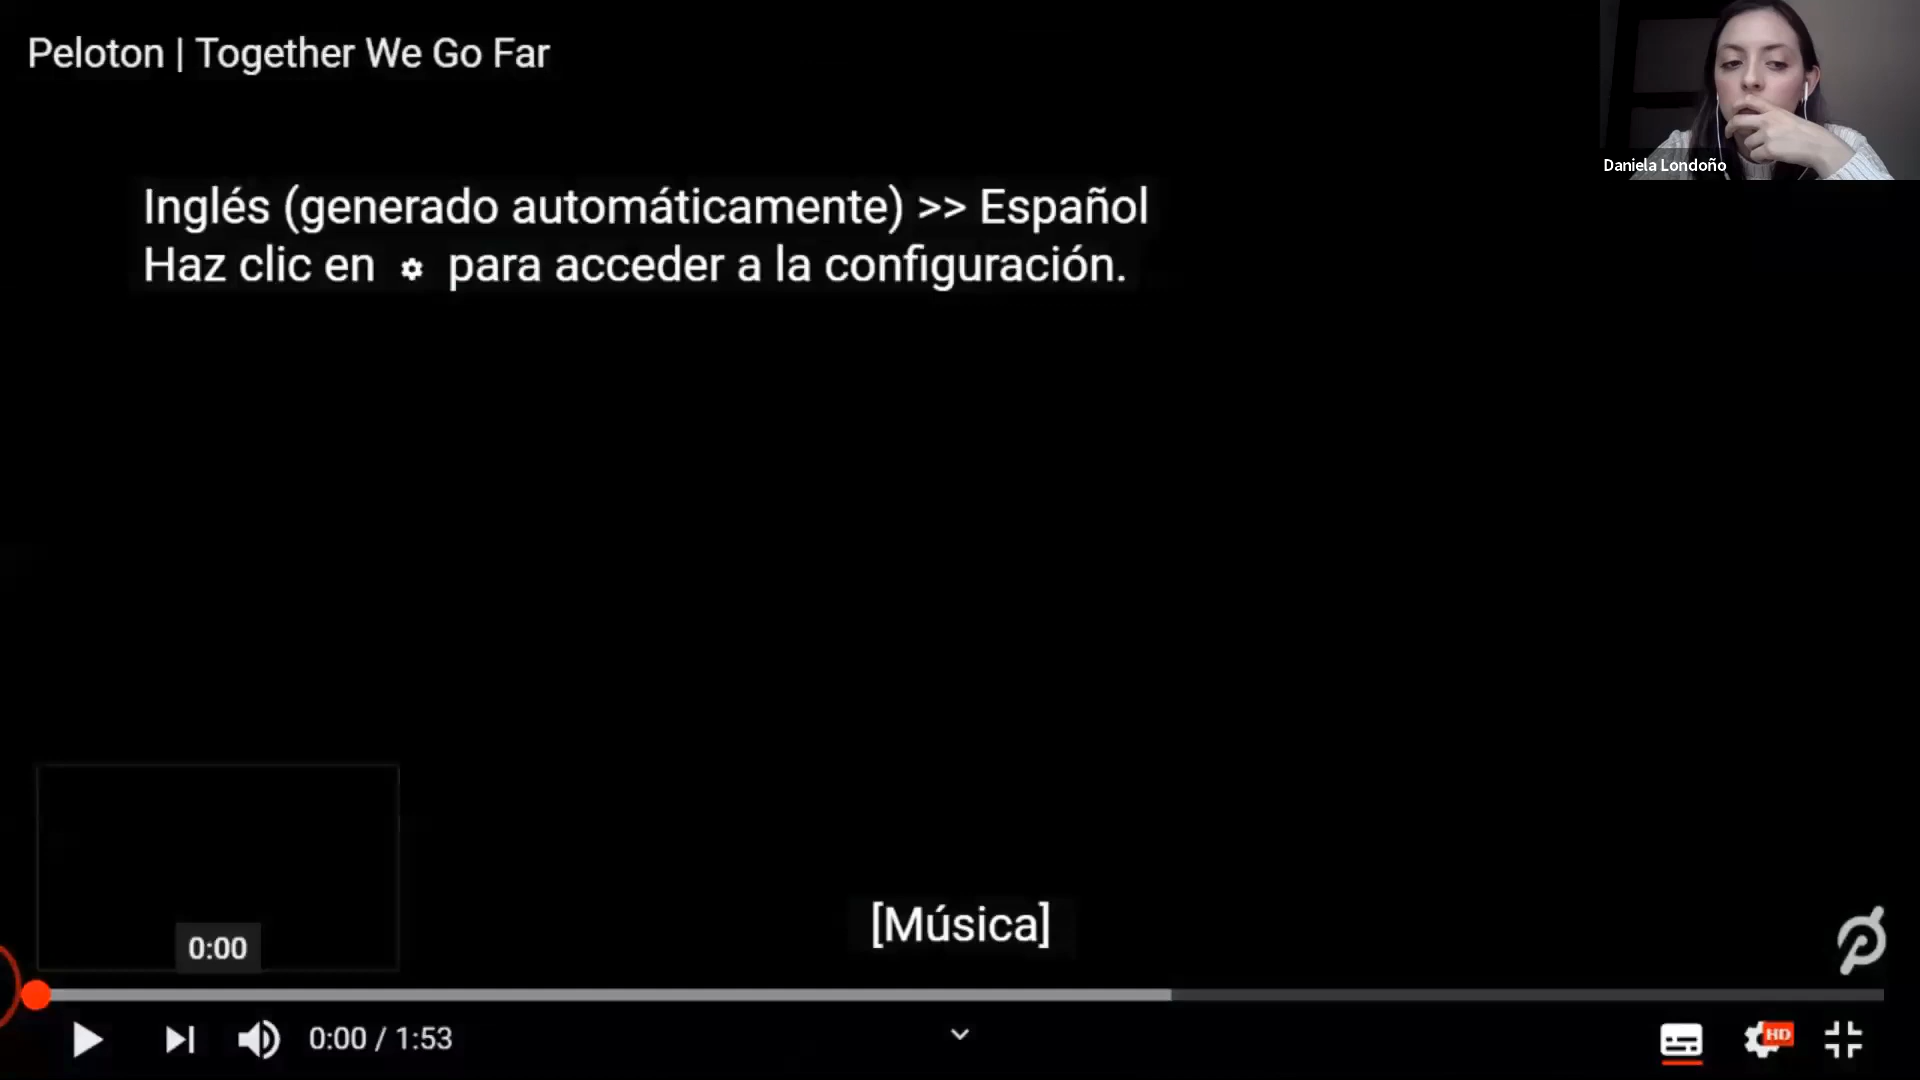 Peloton | Together We Go Far
Daniela Londoño
Inglés (generado automáticamente) >> Español
Haz clic en para acceder a la configuración.
[Música]
0:00
0:00 / 1:53
HD